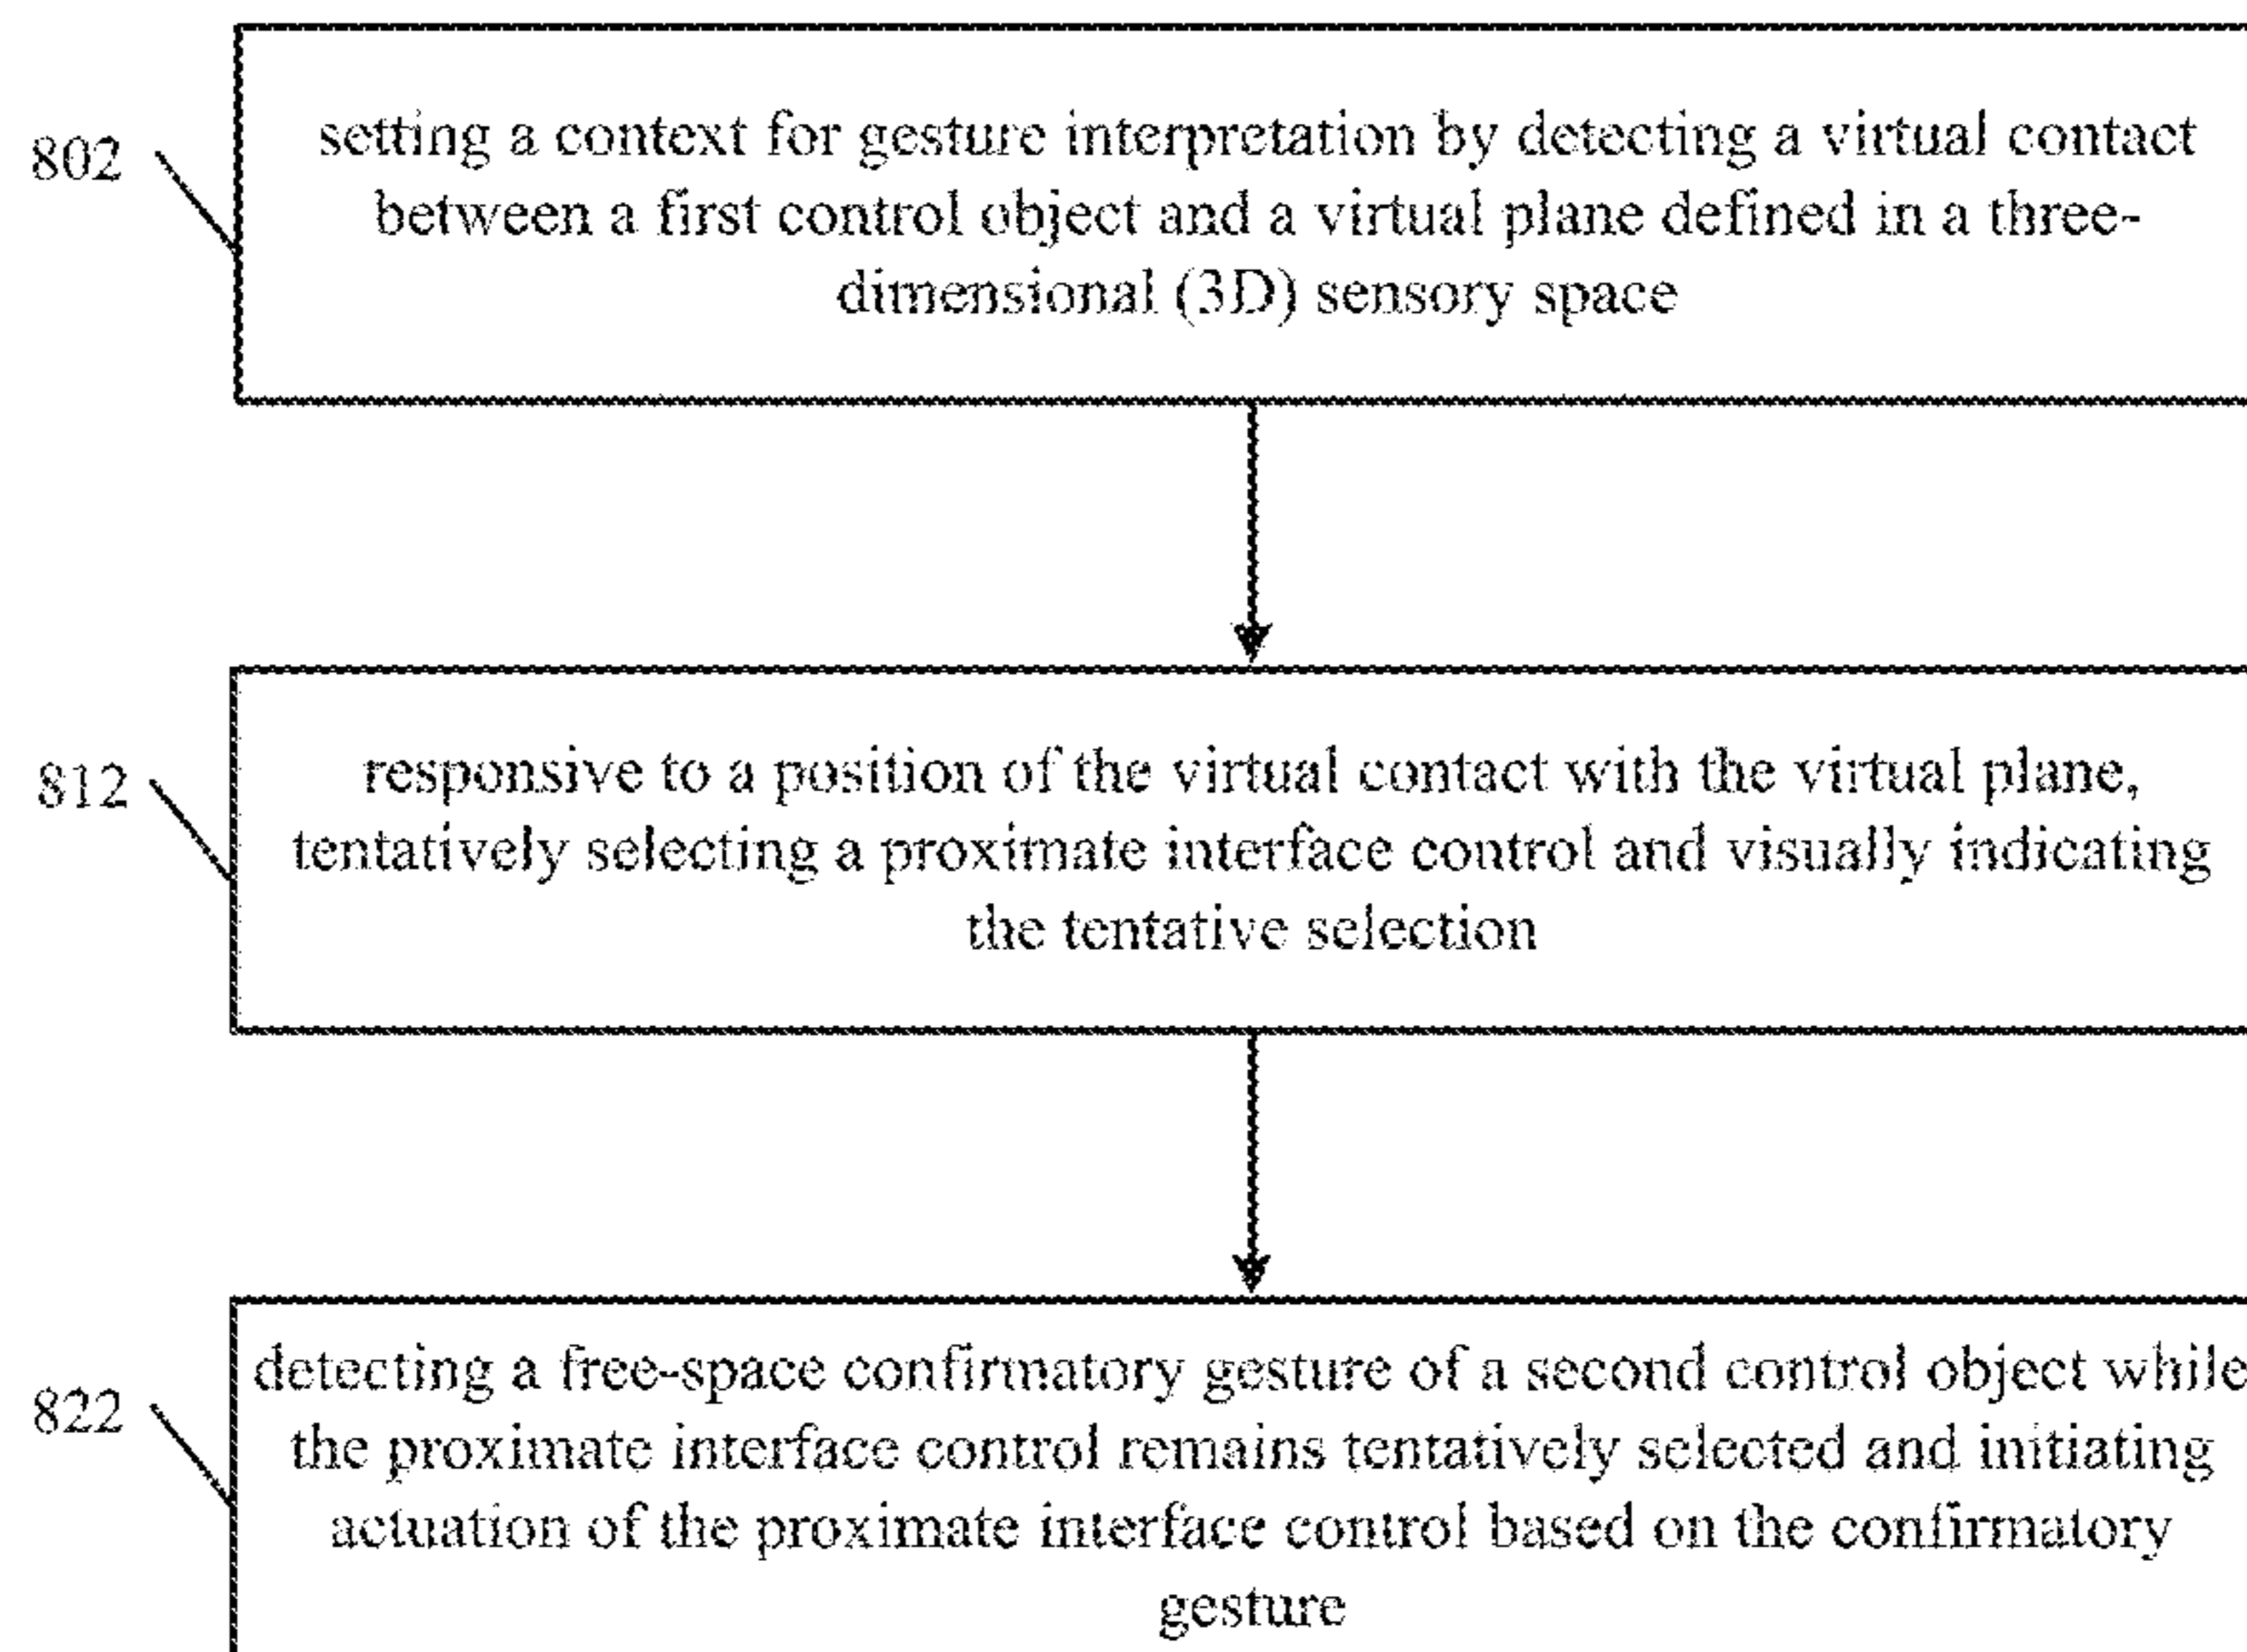 802
setting a context for gesture interpretation by detecting a virtual contact
between a first control object and a virtual plane defined in a three-
dimensional (3D) sensory space
812
responsive to a position of the virtual contact with the virtual plane,
tentatively selecting a proximate interface control and visually indicating
the tentative selection
822
detecting a free-space confirmatory gesture of a second control object while
the proximate interface control remains tentatively selected and initiating
actuation of the proximate interface control based on the confirmatory
gesture